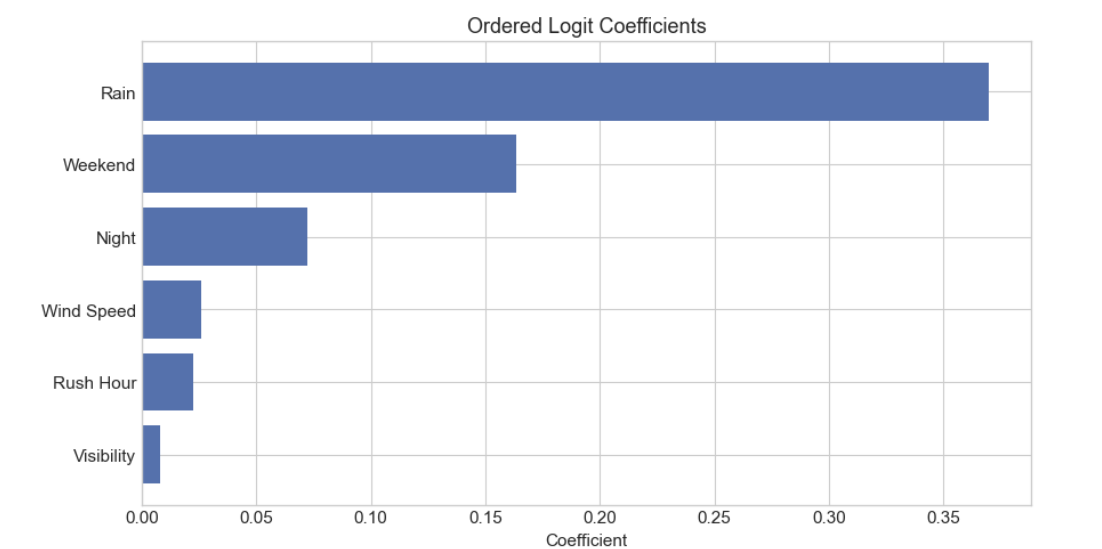 Ordered Logit Coefficients
Rain
Weekend
Night
Wind Speed
Rush Hour
Visibility
0.00 0.05 0.10 0.15 0.20 0.25 0.30 0.35
Coefficient